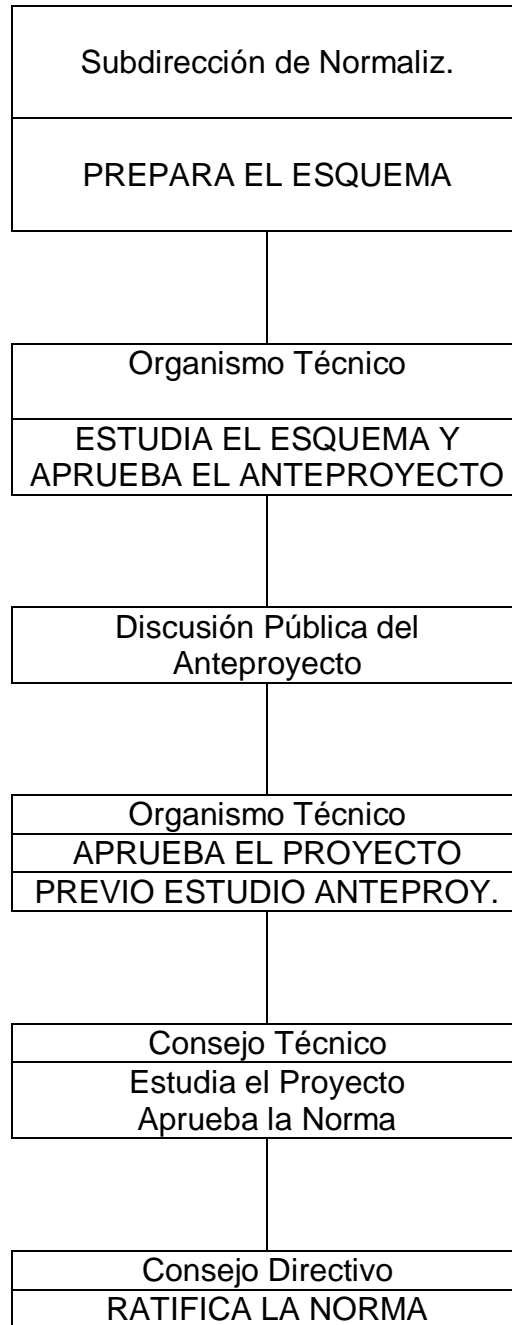 Subdirección de Normaliz.
PREPARA EL ESQUEMA
Organismo Técnico
ESTUDIA EL ESQUEMA Y
APRUEBA EL ANTEPROYECTO
Discusión Pública del
Anteproyecto
Organismo Técnico
APRUEBA EL PROYECTO
PREVIO ESTUDIO ANTEPROY.
Consejo Técnico
Estudia el Proyecto
Aprueba la Norma
Consejo Directivo
RATIFICA LA NORMA